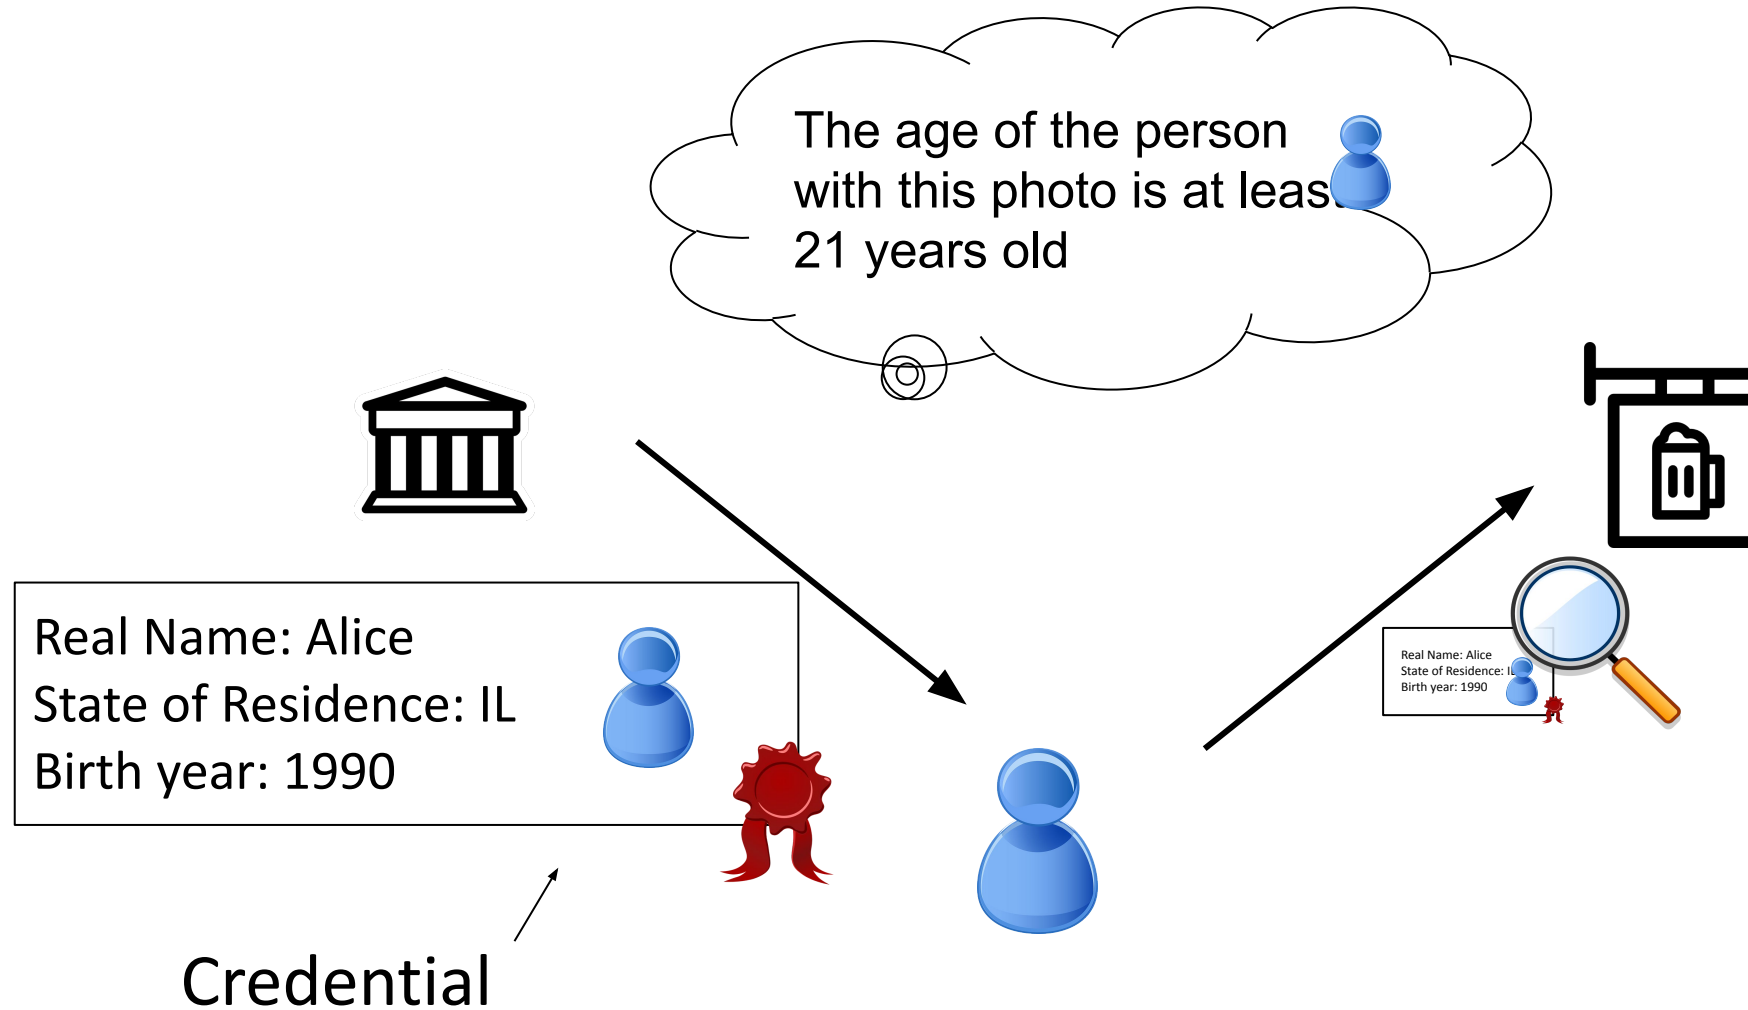 The age of the person
with this photo is at least
21 years old
Real Name: Alice
State of Residence: IL
Birth year: 1990
Real Name: Alice
State of Residence: IL
Birth year: 1990
Credential